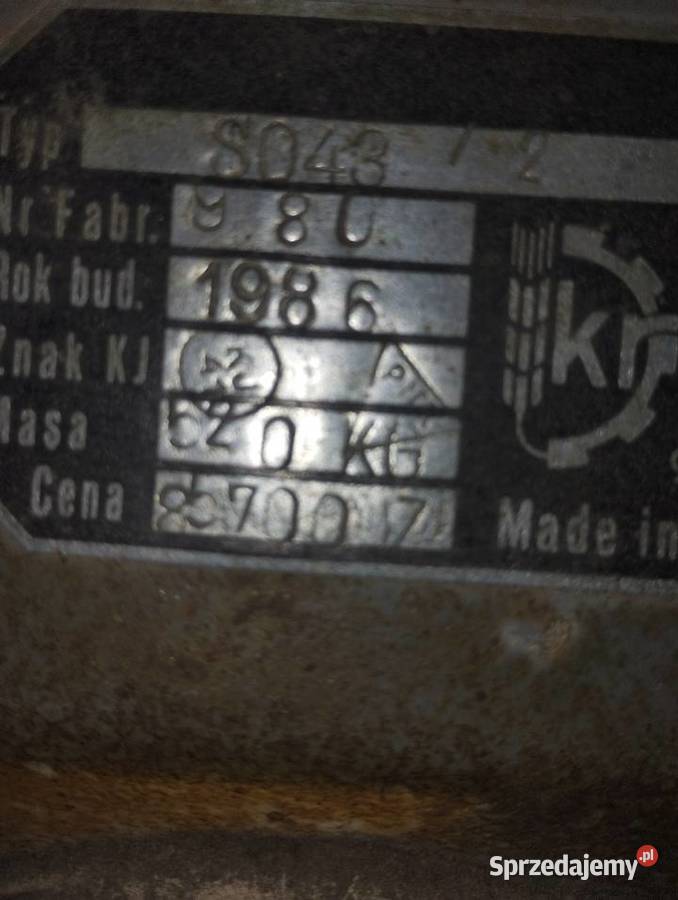 Typ S043 / 2
Nr Fabr. 980
Rok bud. 1986
Znak KJ
Masa 520 KG
Cena 700 Z
Made in
Sprzedajemy.pl